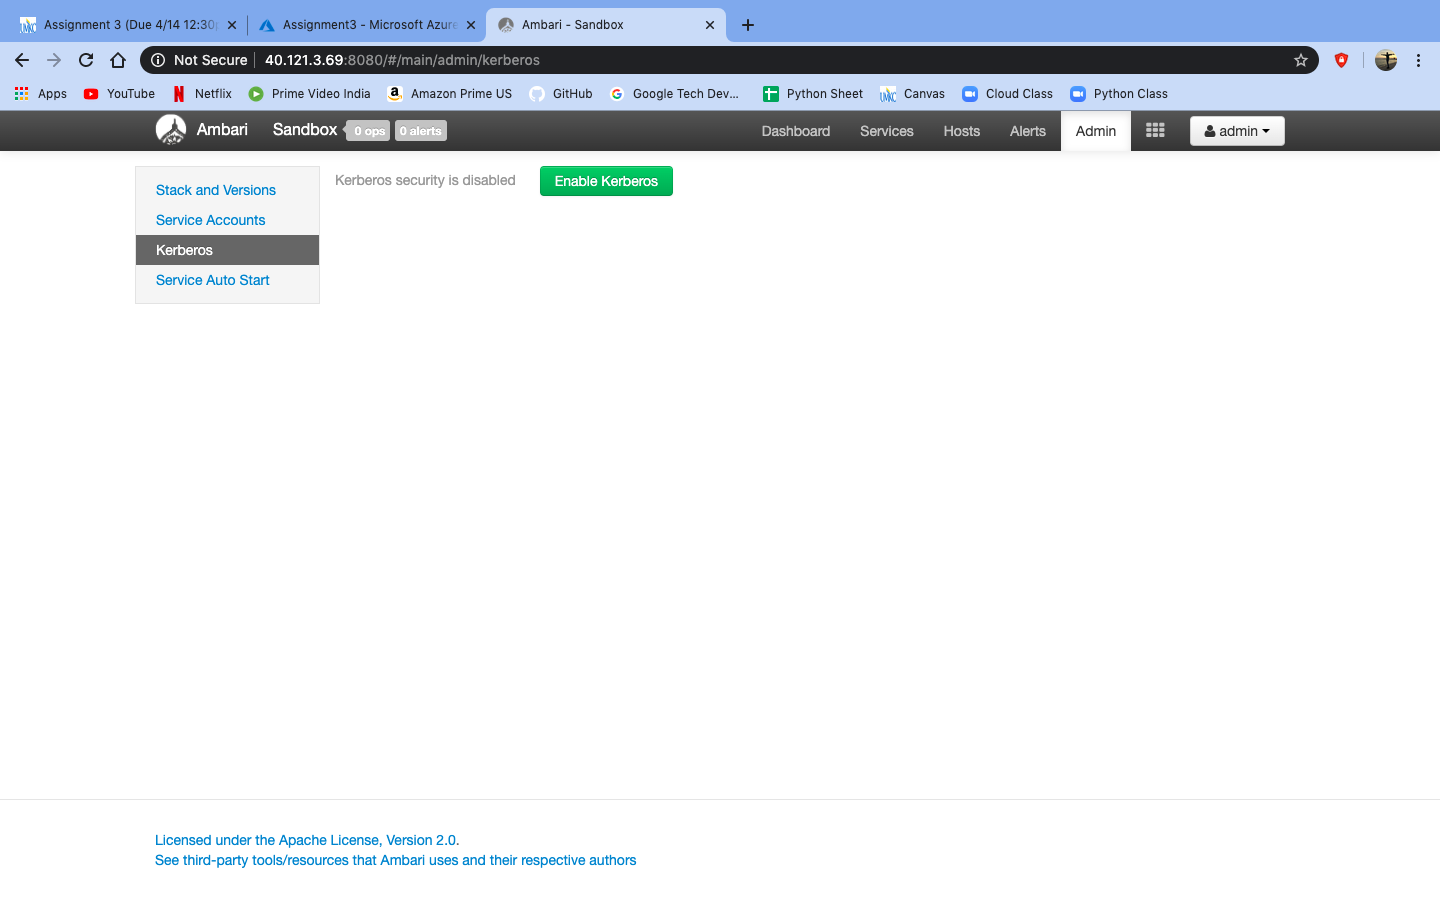 Assignment 3 (Due 4/14 12:30p
Assignment3 - Microsoft Azure
Ambari - Sandbox
Not Secure 40.121.3.69:8080/#/main/admin/kerberos
Apps YouTube Netflix Prime Video India Amazon Prime US GitHub Google Tech Dev... Python Sheet Canvas Cloud Class Python Class
Ambari Sandbox 0 ops 0 alerts Dashboard Services Hosts Alerts Admin admin
Stack and Versions
Service Accounts
Kerberos
Service Auto Start
Kerberos security is disabled Enable Kerberos
Licensed under the Apache License, Version 2.0.
See third-party tools/resources that Ambari uses and their respective authors